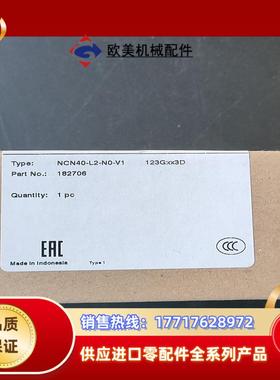 欧美机械配件
Type: NCN40-L2-N0-V1 123G:xx3D
Part No.: 182706
Quantity: 1 pc
EAC
CCC
Made in Indonesia Type 1
品质
保证
销售热线: 17717628972
供应进口零配件全系列产品